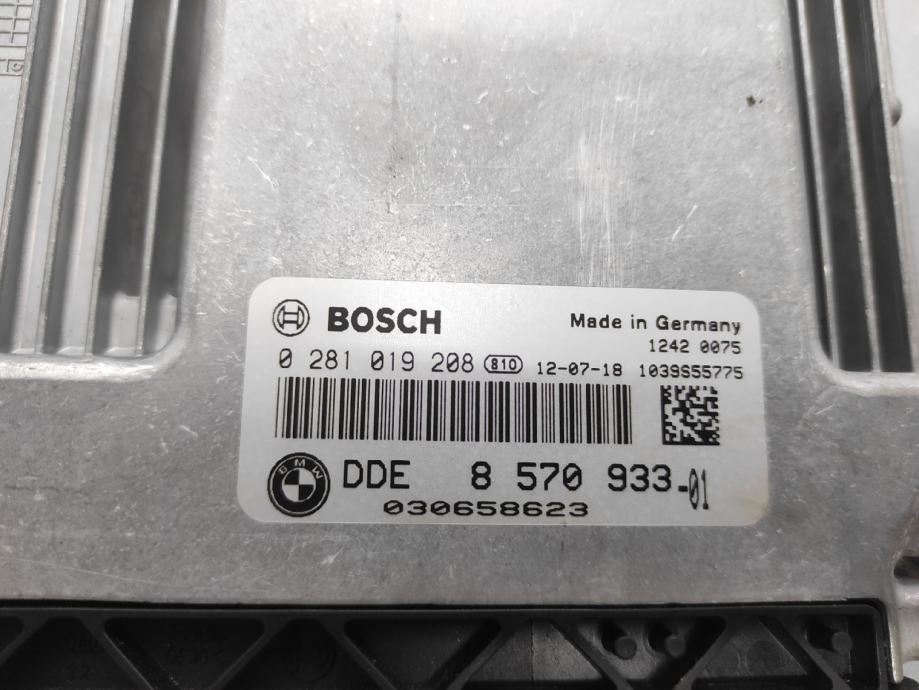 BOSCH Made in Germany
1242 0075
0 281 019 208 810 12-07-18 1039S55775
BMW DDE 8 570 933-01
030658623